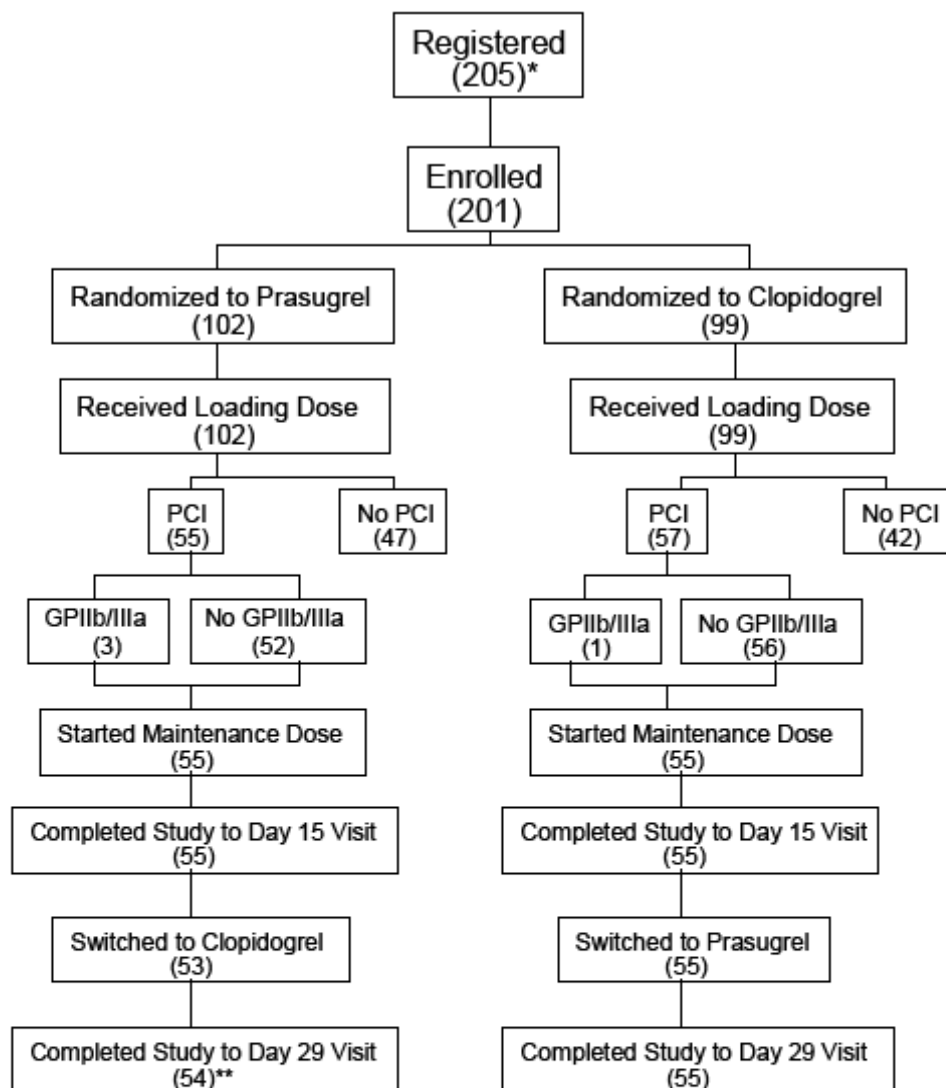 Registered
(205)*
Enrolled
(201)
Randomized to Prasugrel
(102)
Randomized to Clopidogrel
(99)
Received Loading Dose
(102)
Received Loading Dose
(99)
PCI
(55)
No PCI
(47)
PCI
(57)
No PCI
(42)
GPIIb/IIIa
(3)
No GPIIb/IIIa
(52)
GPIIb/IIIa
(1)
No GPIIb/IIIa
(56)
Started Maintenance Dose
(55)
Started Maintenance Dose
(55)
Completed Study to Day 15 Visit
(55)
Completed Study to Day 15 Visit
(55)
Switched to Clopidogrel
(53)
Switched to Prasugrel
(55)
Completed Study to Day 29 Visit
(54)**
Completed Study to Day 29 Visit
(55)